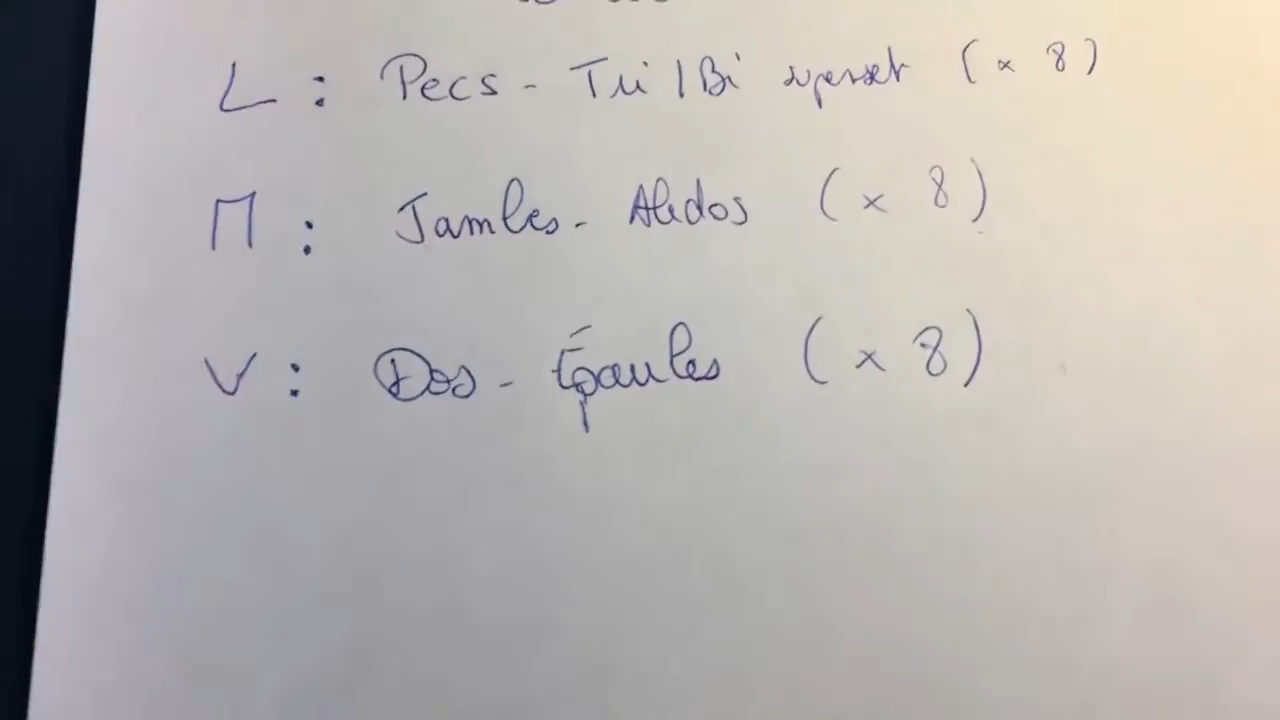 L : Pecs - Tri / Bi superset (x 8)
M : Jambes - Abdos (x 8)
V : Dos - Épaules (x 8)